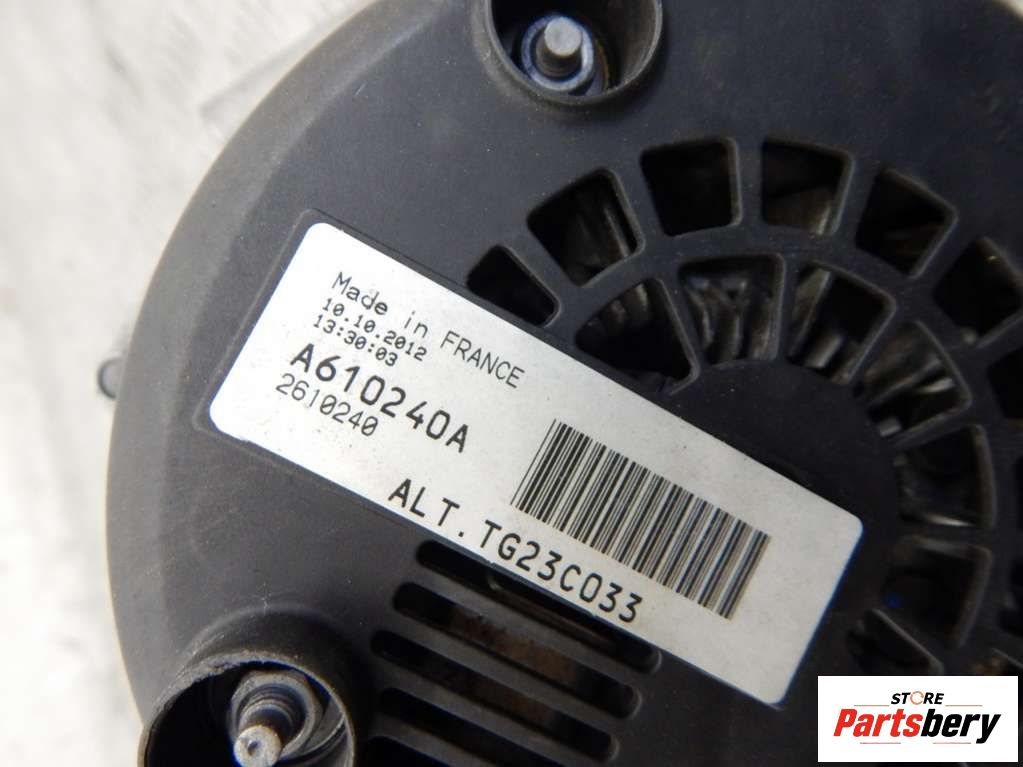 Made in FRANCE
10.10.2012
13:30:03
A610240A
2610240
ALT.TG23C033
STORE
Partsbery